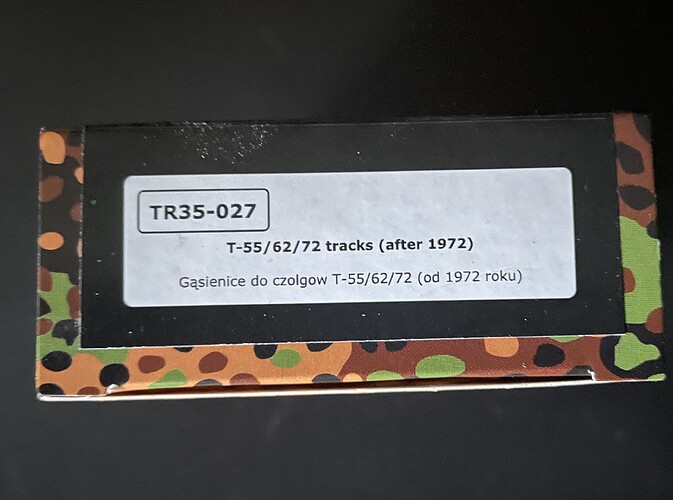 TR35-027
T-55/62/72 tracks (after 1972)
Gąsienice do czolgow T-55/62/72 (od 1972 roku)